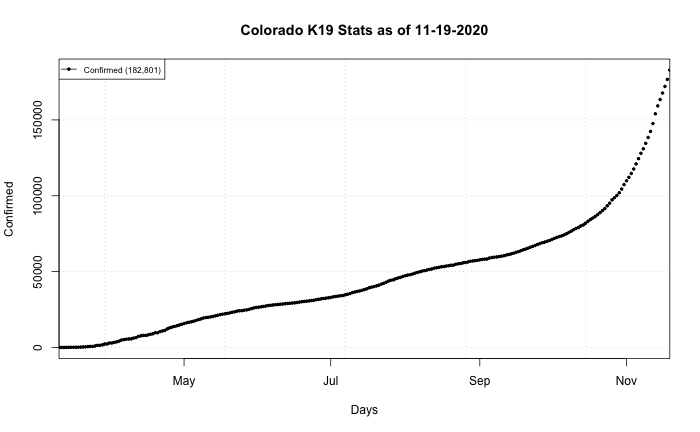 Colorado K19 Stats as of 11-19-2020
Confirmed (182,801)
Confirmed
150000
100000
50000
0
May Jul Sep Nov
Days